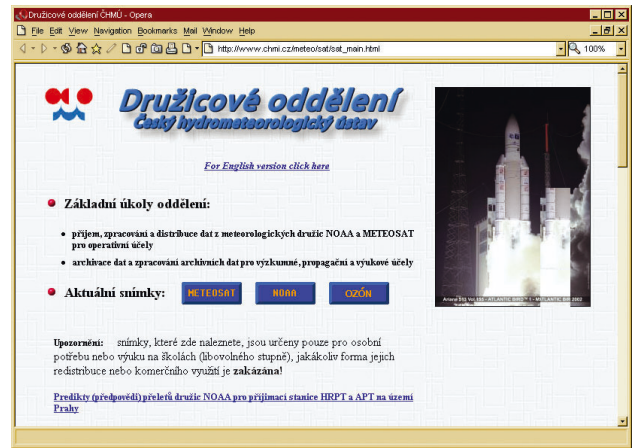 Družicové oddělení ČHMÚ - Opera
File Edit View Navigation Bookmarks Mail Window Help
http://www.chmi.cz/meteo/sat/sat_main.html
100%
Družicové oddělení
Český hydrometeorologický ústav
For English version click here
Základní úkoly oddělení:
příjem, zpracování a distribuce dat z meteorologických družic NOAA a METEOSAT
pro operativní účely
archivace dat a zpracování archivních dat pro výzkumné, propagační a výukové účely
Aktuální snímky: METEOSAT NOAA OZÓN
Upozornění: snímky, které zde naleznete, jsou určeny pouze pro osobní
potřebu nebo výuku na školách (libovolného stupně), jakákoliv forma jejich
redistribuce nebo komerčního využití je zakázána!
Predikty (předpovědi) přeletů družic NOAA pro přijímací stanice HRPT a APT na území
Prahy